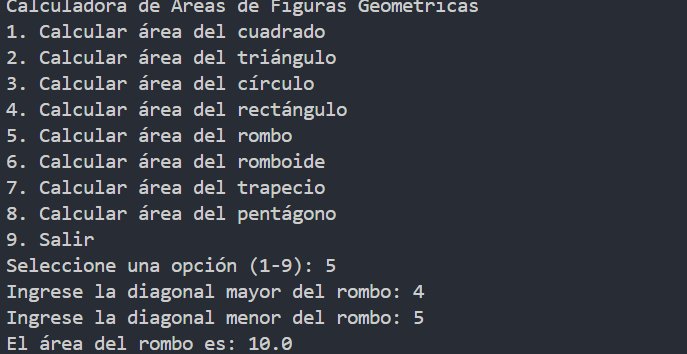 Calculadora de Áreas de Figuras Geométricas
1. Calcular área del cuadrado
2. Calcular área del triángulo
3. Calcular área del círculo
4. Calcular área del rectángulo
5. Calcular área del rombo
6. Calcular área del romboide
7. Calcular área del trapecio
8. Calcular área del pentágono
9. Salir
Seleccione una opción (1-9): 5
Ingrese la diagonal mayor del rombo: 4
Ingrese la diagonal menor del rombo: 5
El área del rombo es: 10.0